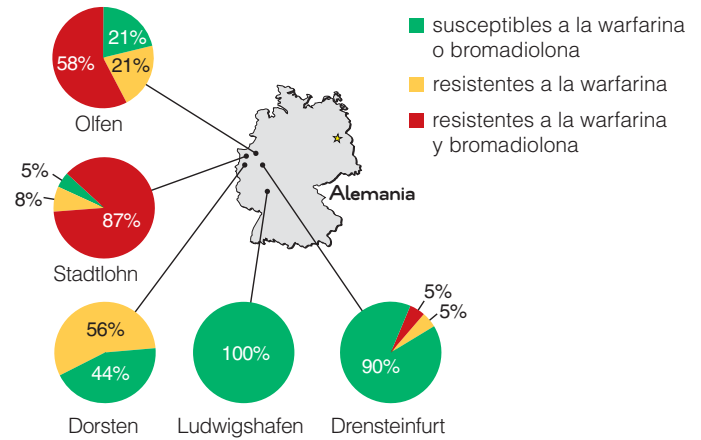 susceptibles a la warfarina
o bromadiolona
resistentes a la warfarina
resistentes a la warfarina
y bromadiolona
21%
58%
21%
Olfen
5%
8%
87%
Stadtlohn
Alemania
56%
44%
Dorsten
100%
Ludwigshafen
5%
5%
90%
Drensteinfurt